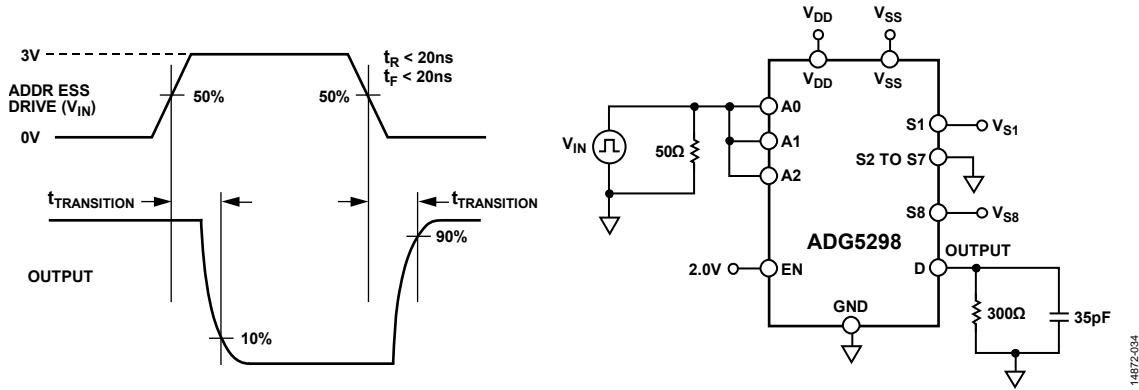 3V
ADDR ESS
DRIVE (VIN)
0V
50%
50%
tR < 20ns
tF < 20ns
tTRANSITION
tTRANSITION
90%
OUTPUT
10%
VDD
VSS
VDD
VSS
A0
A1
A2
VIN
50Ω
S1
VS1
S2 TO S7
S8
VS8
ADG5298
OUTPUT
D
2.0V
EN
GND
300Ω
35pF
14872-034